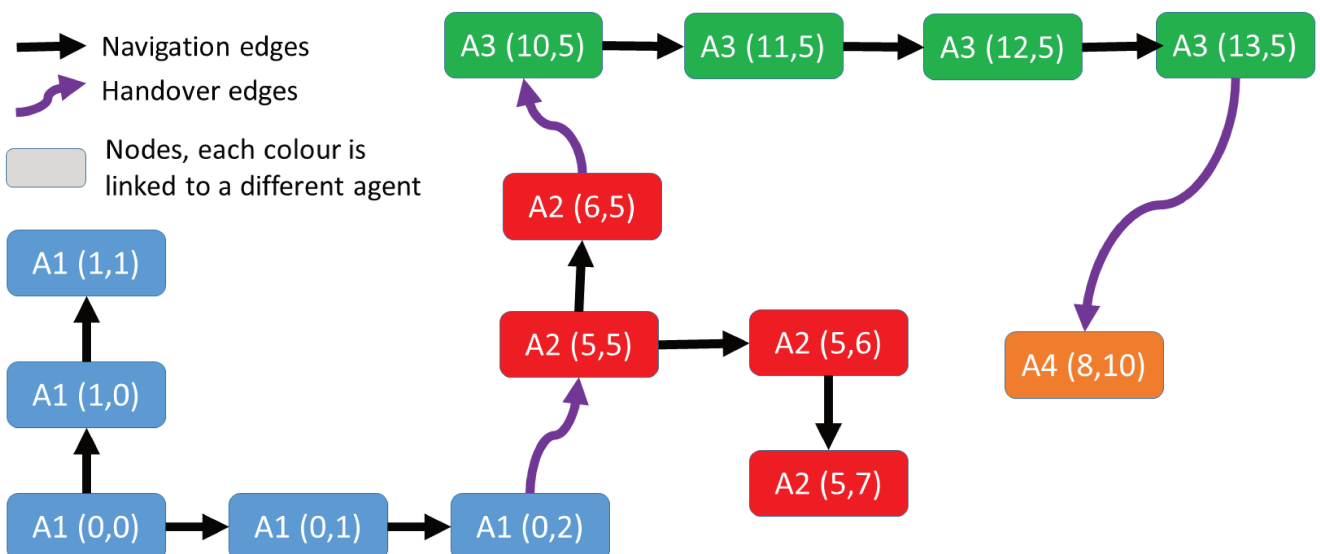 Navigation edges
Handover edges
Nodes, each colour is
linked to a different agent
A3 (10,5)
A3 (11,5)
A3 (12,5)
A3 (13,5)
A2 (6,5)
A1 (1,1)
A2 (5,5)
A2 (5,6)
A4 (8,10)
A1 (1,0)
A2 (5,7)
A1 (0,0)
A1 (0,1)
A1 (0,2)